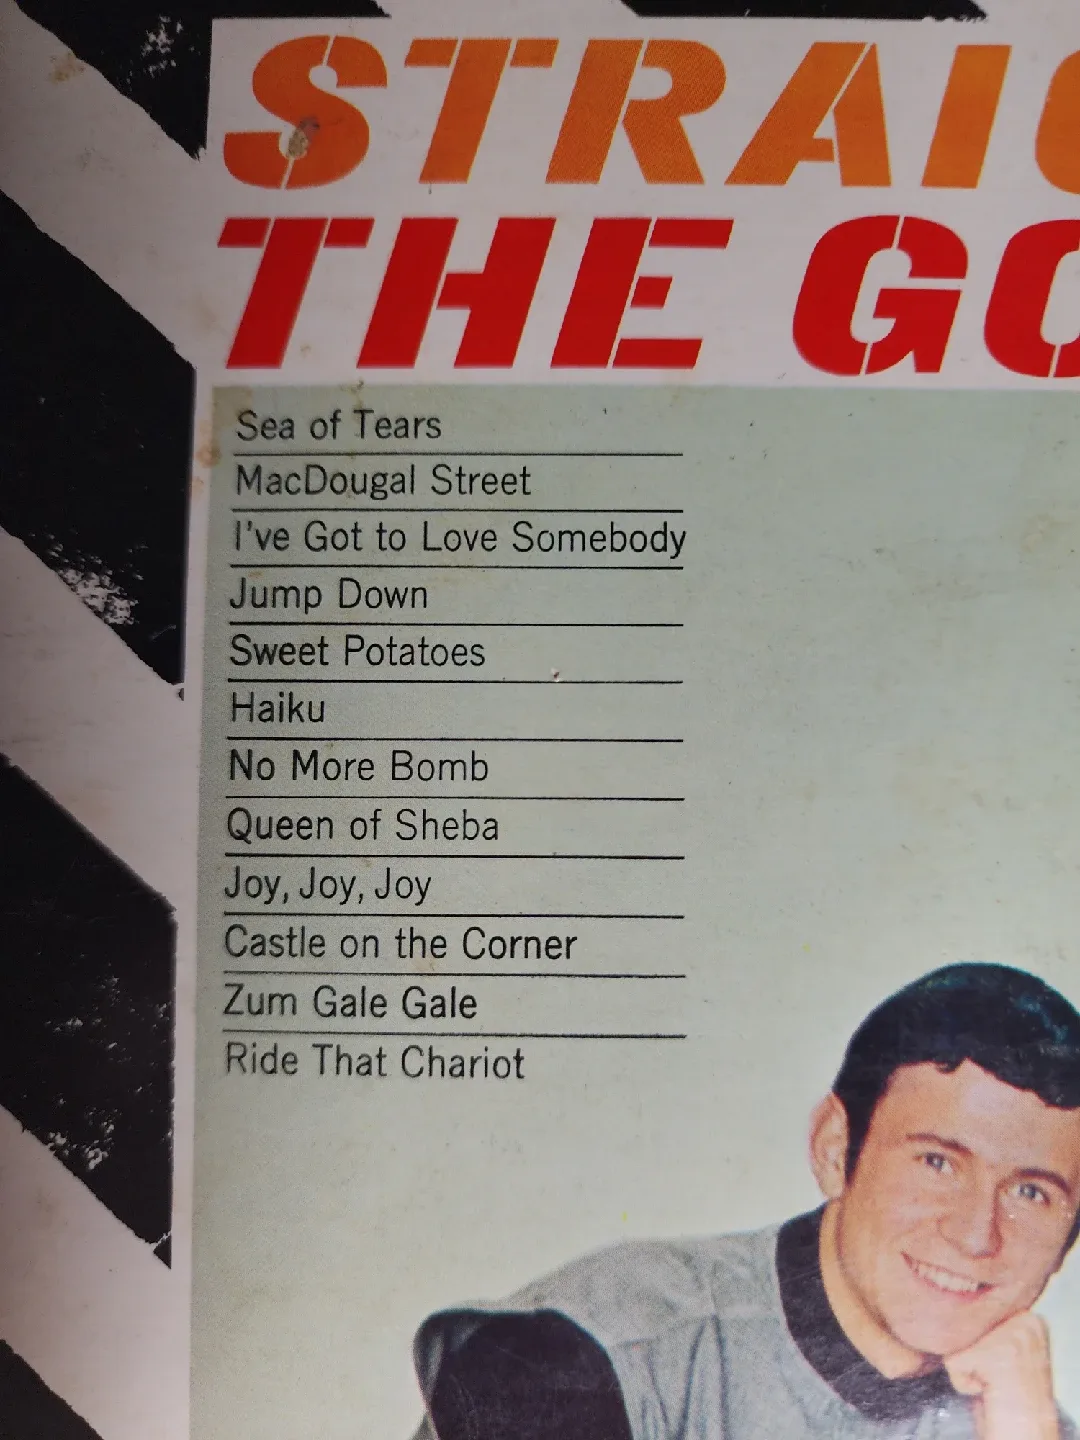 STRAIG
THE GO
Sea of Tears
MacDougal Street
I've Got to Love Somebody
Jump Down
Sweet Potatoes
Haiku
No More Bomb
Queen of Sheba
Joy, Joy, Joy
Castle on the Corner
Zum Gale Gale
Ride That Chariot